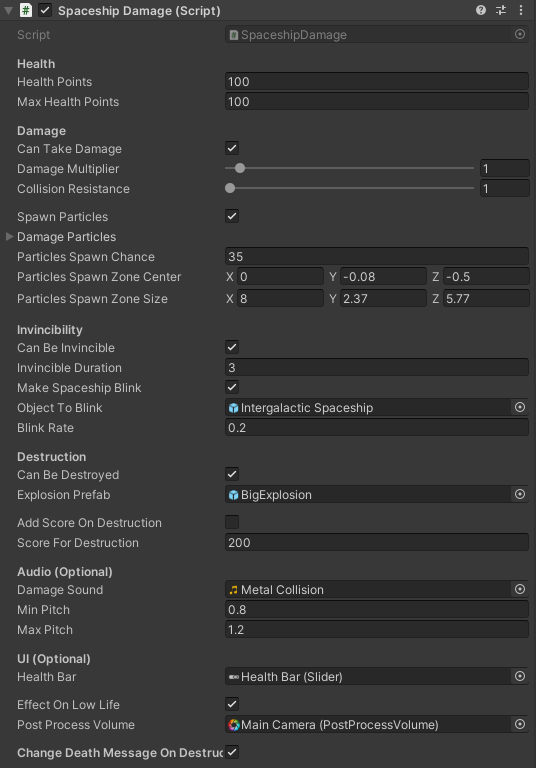 Spaceship Damage (Script)
Script SpaceshipDamage
Health
Health Points 100
Max Health Points 100
Damage
Can Take Damage
Damage Multiplier 1
Collision Resistance 1
Spawn Particles
Damage Particles
Particles Spawn Chance 35
Particles Spawn Zone Center X 0 Y -0.08 Z -0.5
Particles Spawn Zone Size X 8 Y 2.37 Z 5.77
Invincibility
Can Be Invincible
Invincible Duration 3
Make Spaceship Blink
Object To Blink Intergalactic Spaceship
Blink Rate 0.2
Destruction
Can Be Destroyed
Explosion Prefab BigExplosion
Add Score On Destruction
Score For Destruction 200
Audio (Optional)
Damage Sound Metal Collision
Min Pitch 0.8
Max Pitch 1.2
UI (Optional)
Health Bar Health Bar (Slider)
Effect On Low Life
Post Process Volume Main Camera (PostProcessVolume)
Change Death Message On Destruc